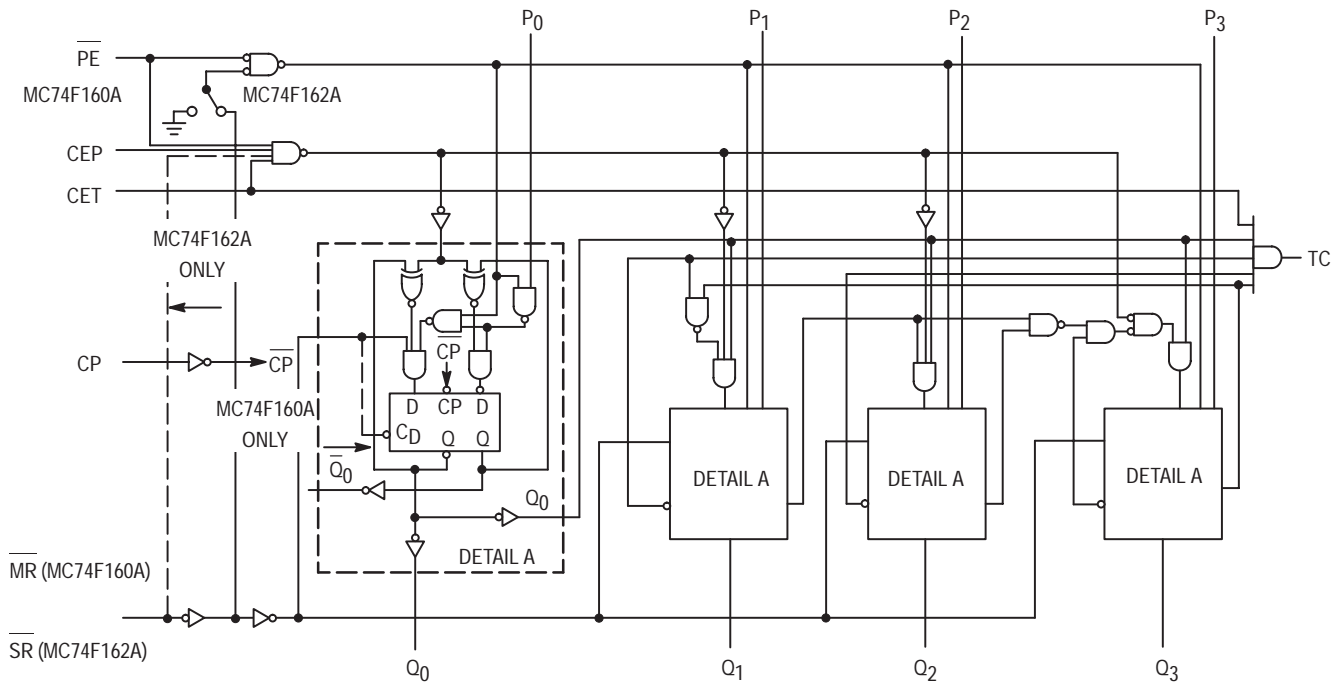 P0
P1
P2
P3
PE
MC74F160A
MC74F162A
CEP
CET
MC74F162A
ONLY
TC
CP
CP
CP
MC74F160A
ONLY
D
CP
D
CD
Q
Q
Q0
Q0
DETAIL A
DETAIL A
DETAIL A
DETAIL A
MR (MC74F160A)
SR (MC74F162A)
Q0
Q1
Q2
Q3